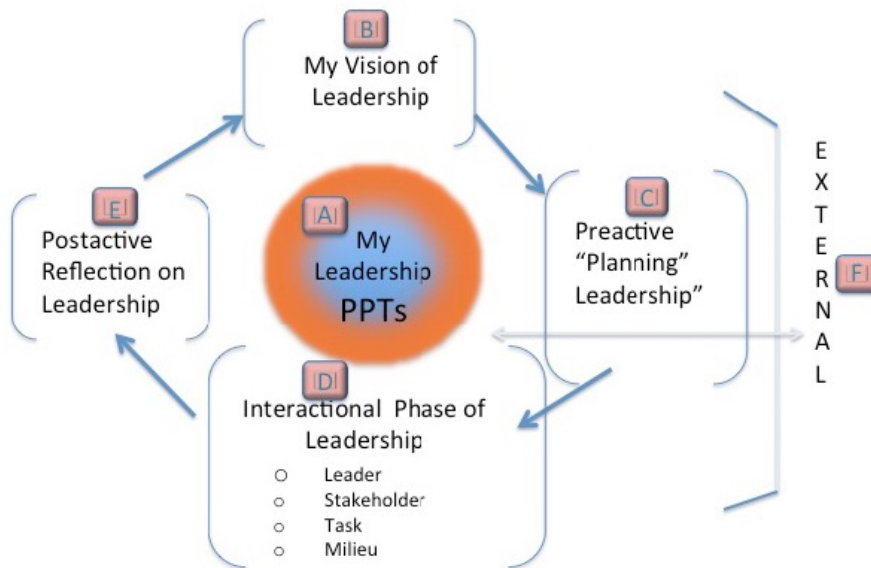 B
My Vision of
Leadership
E
Postactive
Reflection on
Leadership
A
My
Leadership
PPTs
C
Preactive
“Planning”
Leadership”
D
Interactional Phase of
Leadership
o Leader
o Stakeholder
o Task
o Milieu
EXTERNAL
F